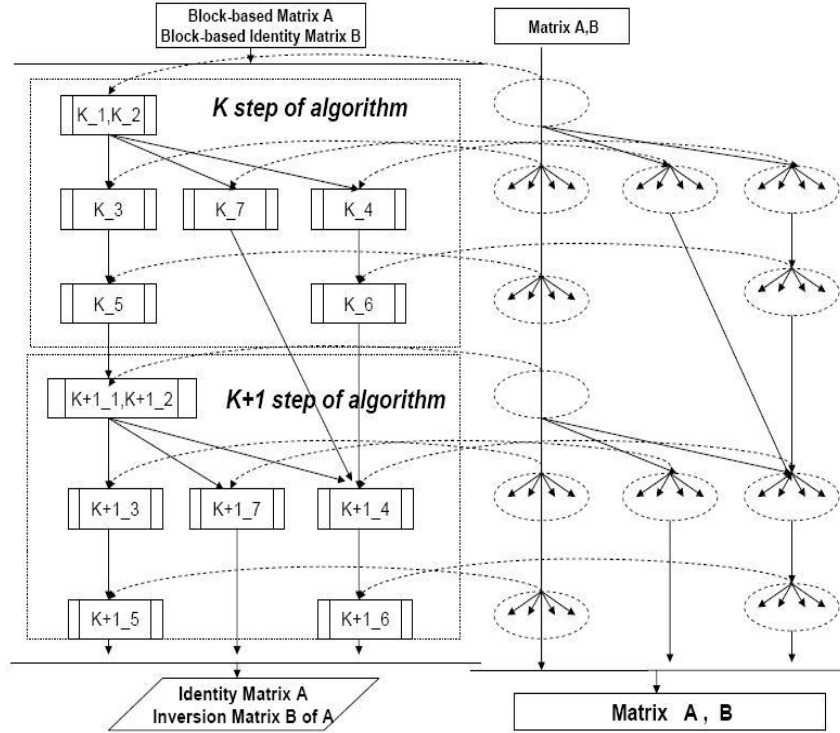 Block-based Matrix A
Block-based Identity Matrix B
Matrix A,B
K step of algorithm
K_1,K_2
K_3
K_7
K_4
K_5
K_6
K+1 step of algorithm
K+1_1,K+1_2
K+1_3
K+1_7
K+1_4
K+1_5
K+1_6
Identity Matrix A
Inversion Matrix B of A
Matrix A , B